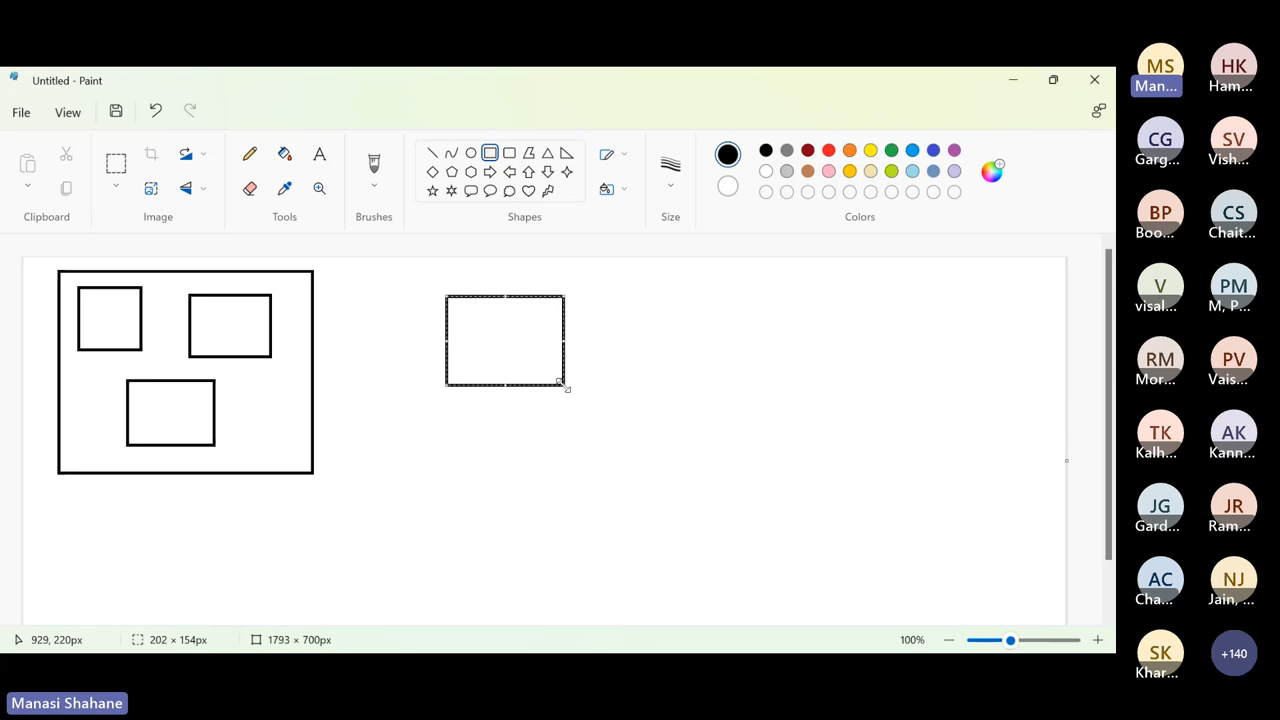 Untitled - Paint
File View
Clipboard
Image
Tools
Brushes
Shapes
Size
Colors
929, 220px
202 × 154px
1793 × 700px
100%
MS
Man...
HK
Ham...
CG
Garg...
SV
Vish...
BP
Boo...
CS
Chait...
V
visal...
PM
M, P...
RM
Mor...
PV
Vais...
TK
Kalh...
AK
Kann...
JG
Gard...
JR
Ram...
AC
Cha...
NJ
Jain, ...
SK
Khar...
+140
Manasi Shahane